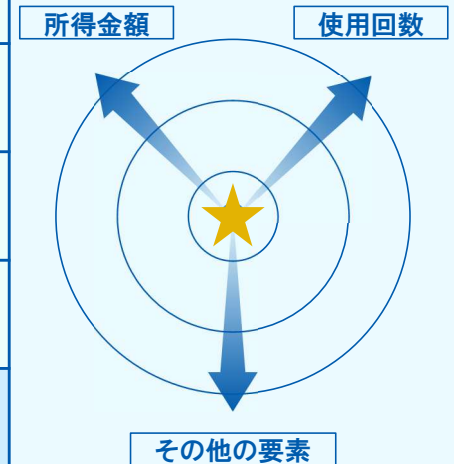 所得金額
使用回数
その他の要素